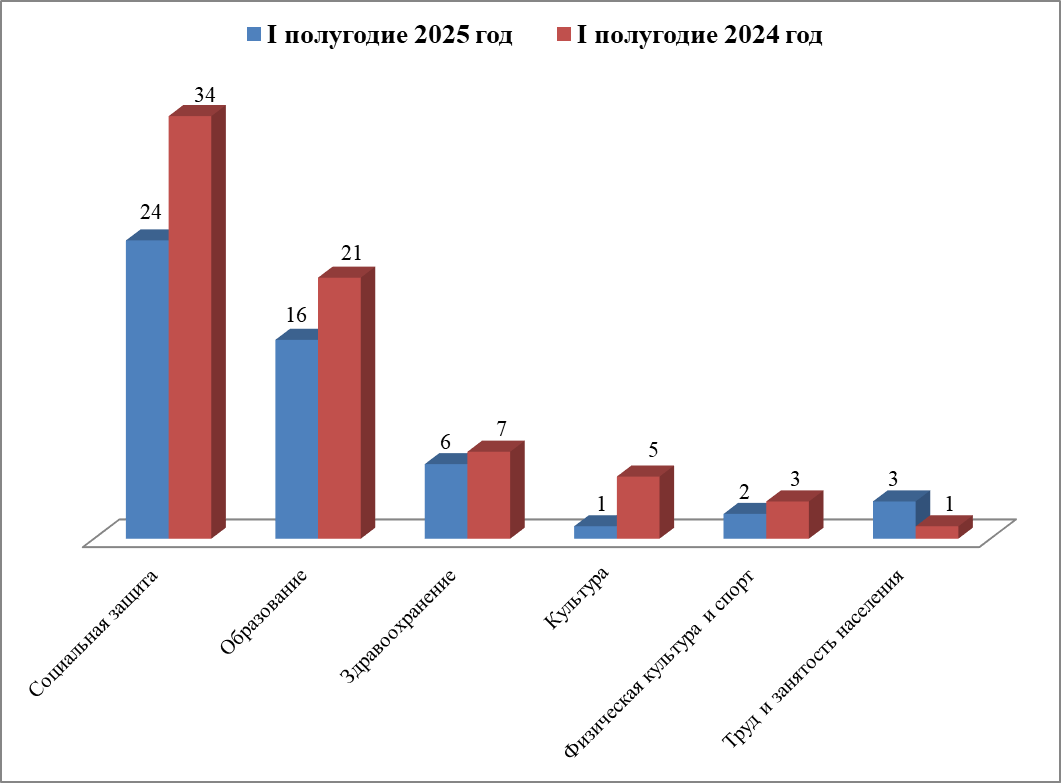 I полугодие 2025 год
I полугодие 2024 год
34
24
21
16
6
7
1
5
2
3
3
1
Социальная защита
Образование
Здравоохранение
Культура
Физическая культура и спорт
Труд и занятость населения